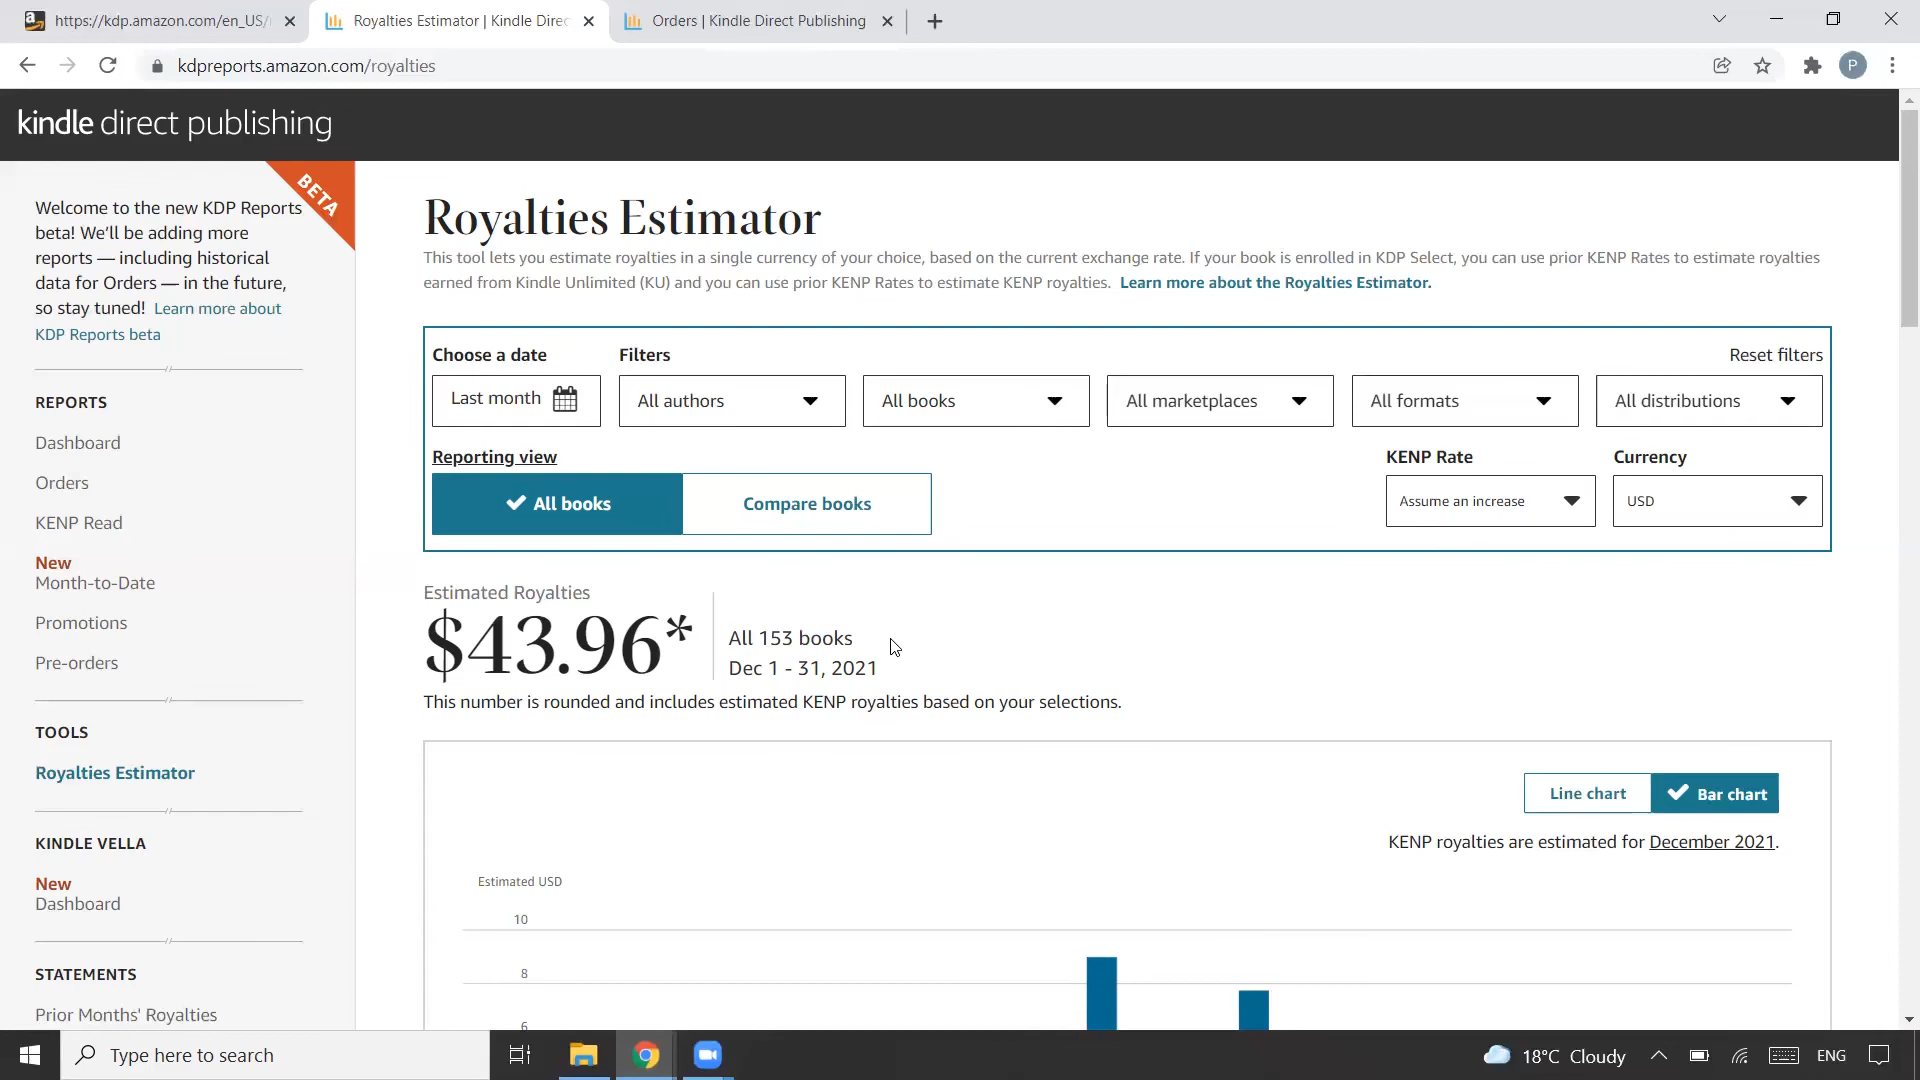 https://kdp.amazon.com/en_US/
Royalties Estimator | Kindle Direc
Orders | Kindle Direct Publishing
kdpreports.amazon.com/royalties
P
kindle direct publishing
BETA
Welcome to the new KDP Reports
beta! We'll be adding more
reports — including historical
data for Orders — in the future,
so stay tuned! Learn more about
KDP Reports beta
REPORTS
Dashboard
Orders
KENP Read
New
Month-to-Date
Promotions
Pre-orders
TOOLS
Royalties Estimator
KINDLE VELLA
New
Dashboard
STATEMENTS
Prior Months' Royalties
Royalties Estimator
This tool lets you estimate royalties in a single currency of your choice, based on the current exchange rate. If your book is enrolled in KDP Select, you can use prior KENP Rates to estimate royalties
earned from Kindle Unlimited (KU) and you can use prior KENP Rates to estimate KENP royalties. Learn more about the Royalties Estimator.
Choose a date Filters Reset filters
Last month All authors All books All marketplaces All formats All distributions
Reporting view KENP Rate Currency
All books Compare books Assume an increase USD
Estimated Royalties
$43.96*
All 153 books
Dec 1 - 31, 2021
This number is rounded and includes estimated KENP royalties based on your selections.
Line chart Bar chart
KENP royalties are estimated for December 2021.
Estimated USD
10
8
6
Type here to search
18°C Cloudy
ENG